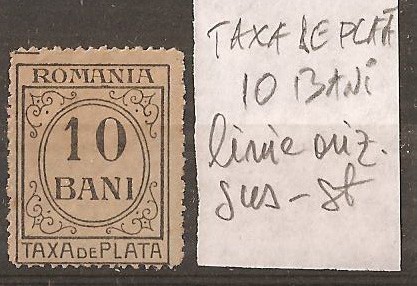 ROMANIA
10
BANI
TAXA DE PLATA
TAXA DE PLATĂ
10 BANI
linie oriz.
sus - st